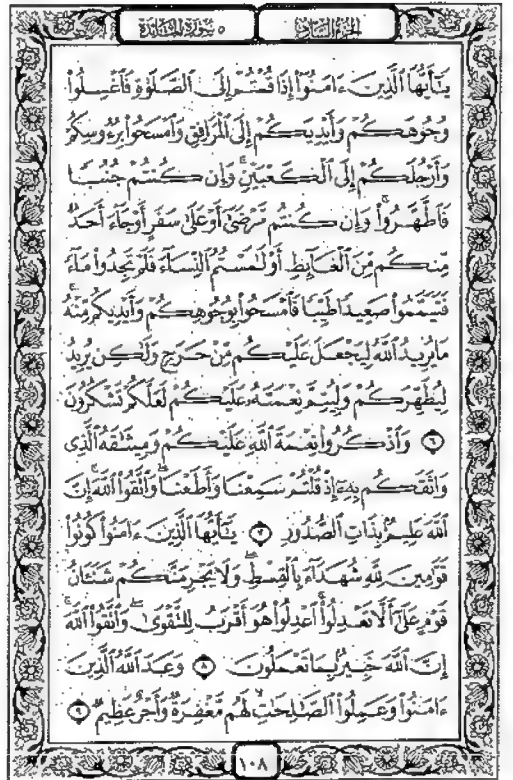 الجزء السادس
٥ سورة المائدة
يَٰٓأَيُّهَا ٱلَّذِينَ ءَامَنُوٓا۟ إِذَا قُمْتُمْ إِلَى ٱلصَّلَوٰةِ فَٱغْسِلُوا۟
وُجُوهَكُمْ وَأَيْدِيَكُمْ إِلَى ٱلْمَرَافِقِ وَٱمْسَحُوا۟ بِرُءُوسِكُمْ
وَأَرْجُلَكُمْ إِلَى ٱلْكَعْبَيْنِ ۚ وَإِن كُنتُمْ جُنُبًا
فَٱطَّهَّرُوا۟ ۚ وَإِن كُنتُم مَّرْضَىٰٓ أَوْ عَلَىٰ سَفَرٍ أَوْ جَآءَ أَحَدٌ
مِّنكُم مِّنَ ٱلْغَآئِطِ أَوْ لَٰمَسْتُمُ ٱلنِّسَآءَ فَلَمْ تَجِدُوا۟ مَآءً
فَتَيَمَّمُوا۟ صَعِيدًا طَيِّبًا فَٱمْسَحُوا۟ بِوُجُوهِكُمْ وَأَيْدِيكُم مِّنْهُ ۚ
مَا يُرِيدُ ٱللَّهُ لِيَجْعَلَ عَلَيْكُم مِّنْ حَرَجٍ وَلَٰكِن يُرِيدُ
لِيُطَهِّرَكُمْ وَلِيُتِمَّ نِعْمَتَهُۥ عَلَيْكُمْ لَعَلَّكُمْ تَشْكُرُونَ
٦ وَٱذْكُرُوا۟ نِعْمَةَ ٱللَّهِ عَلَيْكُمْ وَمِيثَٰقَهُ ٱلَّذِى
وَاثَقَكُم بِهِۦٓ إِذْ قُلْتُمْ سَمِعْنَا وَأَطَعْنَا ۖ وَٱتَّقُوا۟ ٱللَّهَ ۚ إِنَّ
ٱللَّهَ عَلِيمٌۢ بِذَاتِ ٱلصُّدُورِ ٧ يَٰٓأَيُّهَا ٱلَّذِينَ ءَامَنُوا۟ كُونُوا۟
قَوَّٰمِينَ لِلَّهِ شُهَدَآءَ بِٱلْقِسْطِ ۖ وَلَا يَجْرِمَنَّكُمْ شَنَـَٔانُ
قَوْمٍ عَلَىٰٓ أَلَّا تَعْدِلُوا۟ ۚ ٱعْدِلُوا۟ هُوَ أَقْرَبُ لِلتَّقْوَىٰ ۖ وَٱتَّقُوا۟ ٱللَّهَ ۚ
إِنَّ ٱللَّهَ خَبِيرٌۢ بِمَا تَعْمَلُونَ ٨ وَعَدَ ٱللَّهُ ٱلَّذِينَ
ءَامَنُوا۟ وَعَمِلُوا۟ ٱلصَّٰلِحَٰتِ ۙ لَهُم مَّغْفِرَةٌ وَأَجْرٌ عَظِيمٌ ٩
١٠٨